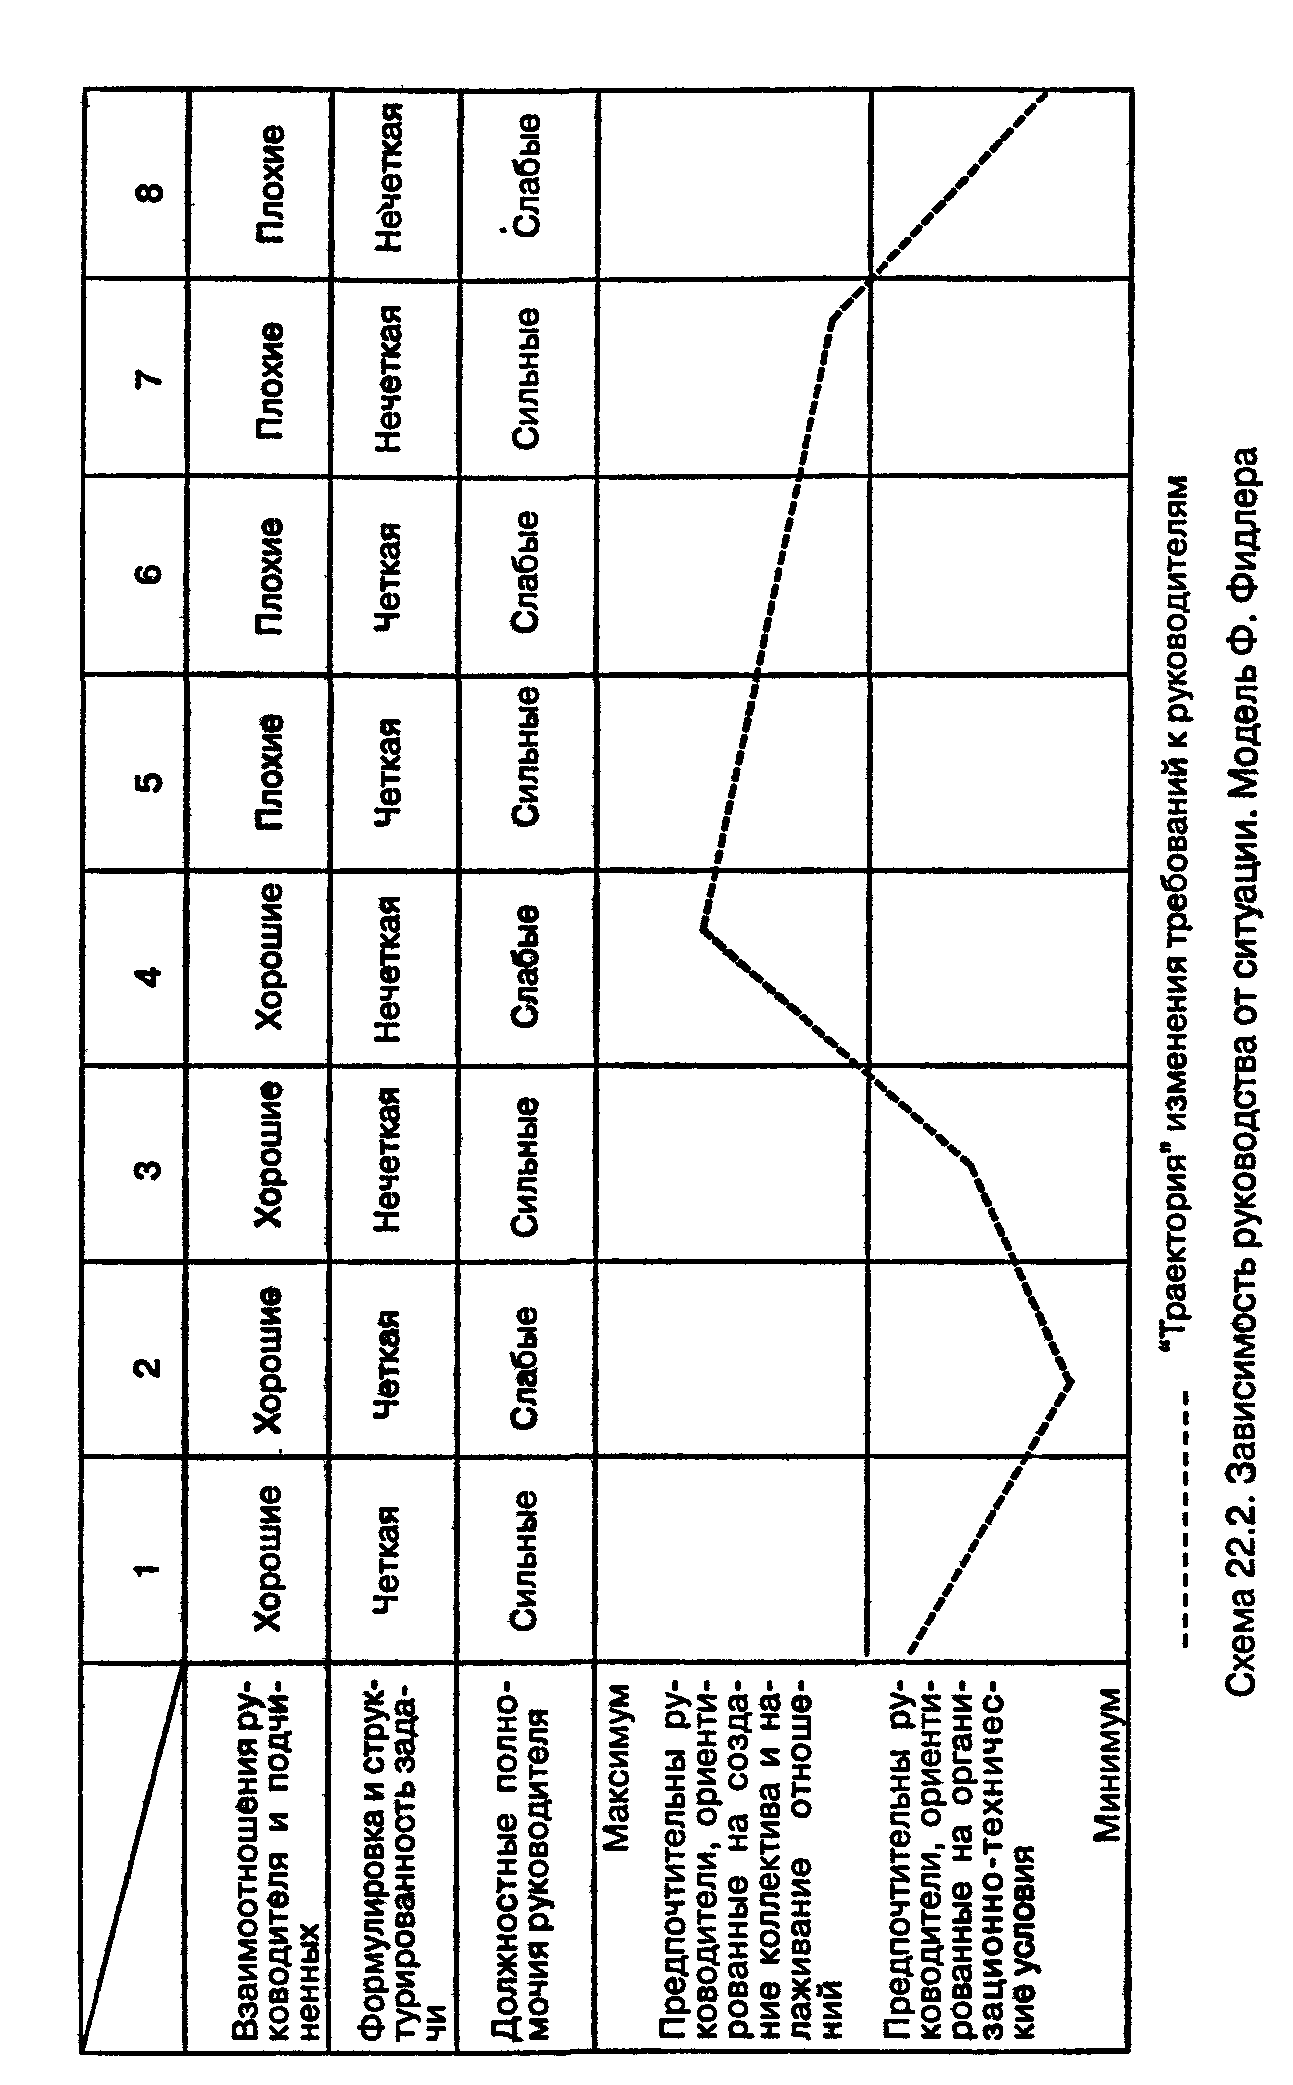 1 2 3 4 5 6 7 8
Взаимоотношения ру-
ководителя и подчи-
ненных
Хорошие Хорошие Хорошие Хорошие Плохие Плохие Плохие Плохие
Формулировка и струк-
турированность зада-
чи
Четкая Четкая Нечеткая Нечеткая Четкая Четкая Нечеткая Нечеткая
Должностные полно-
мочия руководителя
Сильные Слабые Сильные Слабые Сильные Слабые Сильные Слабые
Максимум
Предпочтительны ру-
ководители, ориенти-
рованные на созда-
ние коллектива и на-
лаживание отноше-
ний
Предпочтительны ру-
ководители, ориенти-
рованные на органи-
зационно-техничес-
кие условия
Минимум
“Траектория” изменения требований к руководителям
Схема 22.2. Зависимость руководства от ситуации. Модель Ф. Фидлера